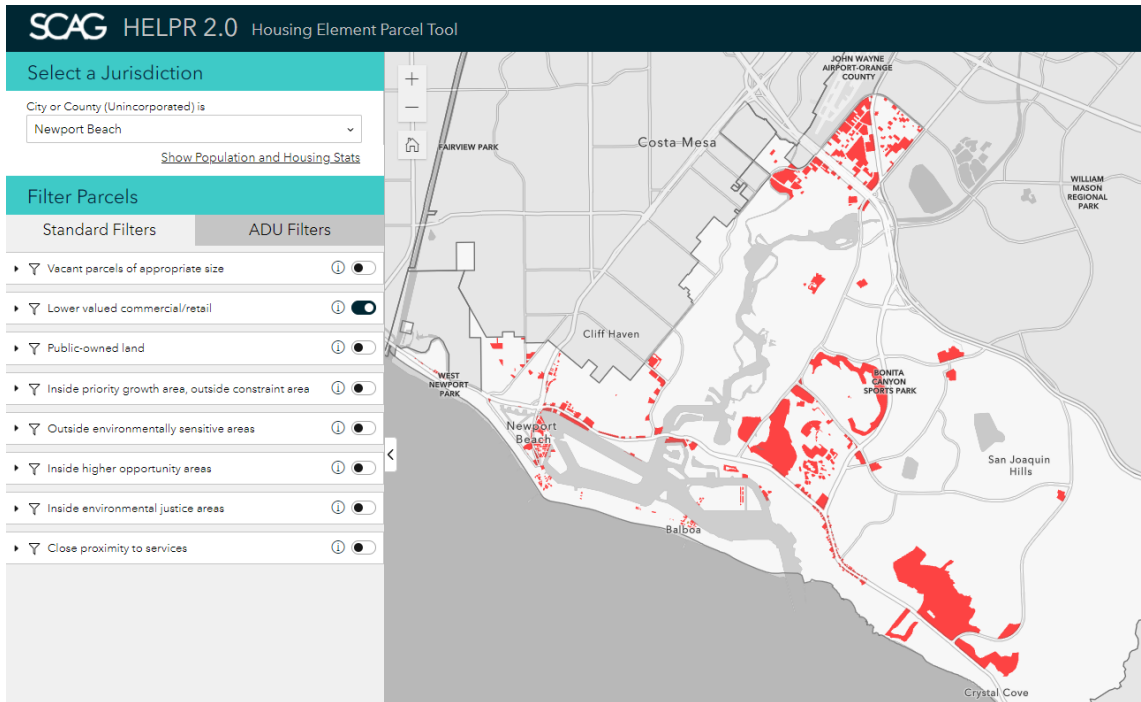 SCAG HELPR 2.0 Housing Element Parcel Tool
Select a Jurisdiction
City or County (Unincorporated) is
Newport Beach
Show Population and Housing Stats
Filter Parcels
Standard Filters
ADU Filters
Vacant parcels of appropriate size
Lower valued commercial/retail
Public-owned land
Inside priority growth area, outside constraint area
Outside environmentally sensitive areas
Inside higher opportunity areas
Inside environmental justice areas
Close proximity to services
JOHN WAYNE
AIRPORT-ORANGE
COUNTY
Costa Mesa
FAIRVIEW PARK
WILLIAM
MASON
REGIONAL
PARK
Cliff Haven
WEST
NEWPORT
PARK
BONITA
CANYON
SPORTS PARK
Newport
Beach
San Joaquin
Hills
Balboa
Crystal Cove